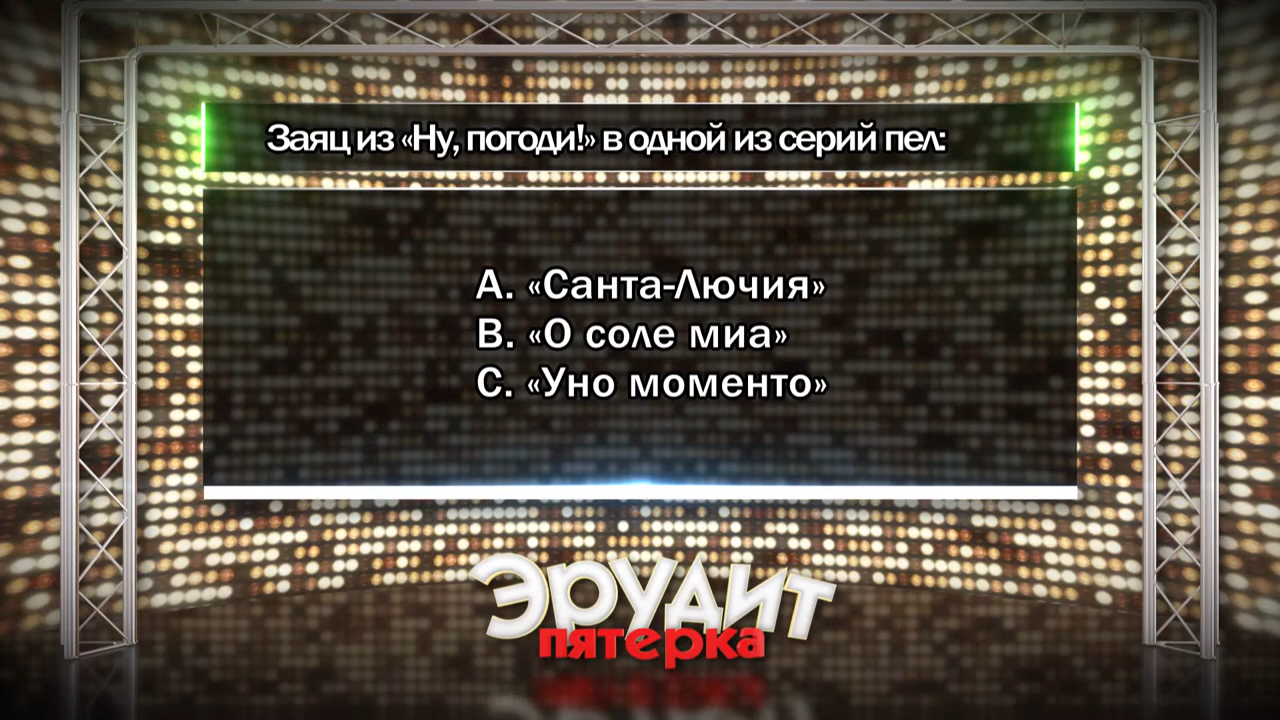 Заяц из «Ну, погоди!» в одной из серий пел:
A. «Санта-Лючия»
B. «О соле миа»
C. «Уно моменто»
Эрудит
пятерка